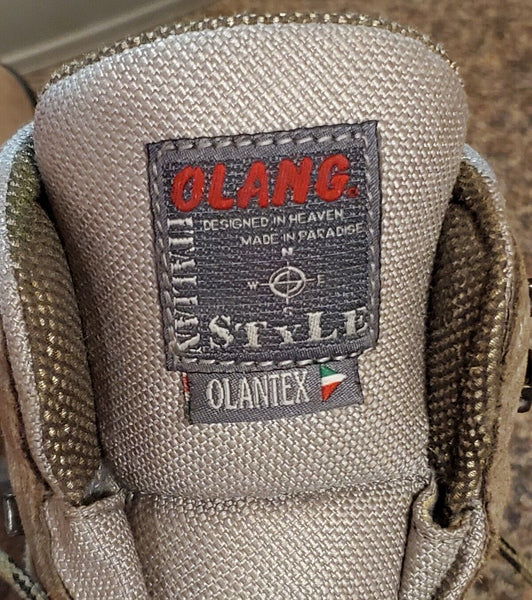 OLANG.
DESIGNED IN HEAVEN
MADE IN PARADISE
N
W E
S
ITALIAN
STYLE
OLANTEX